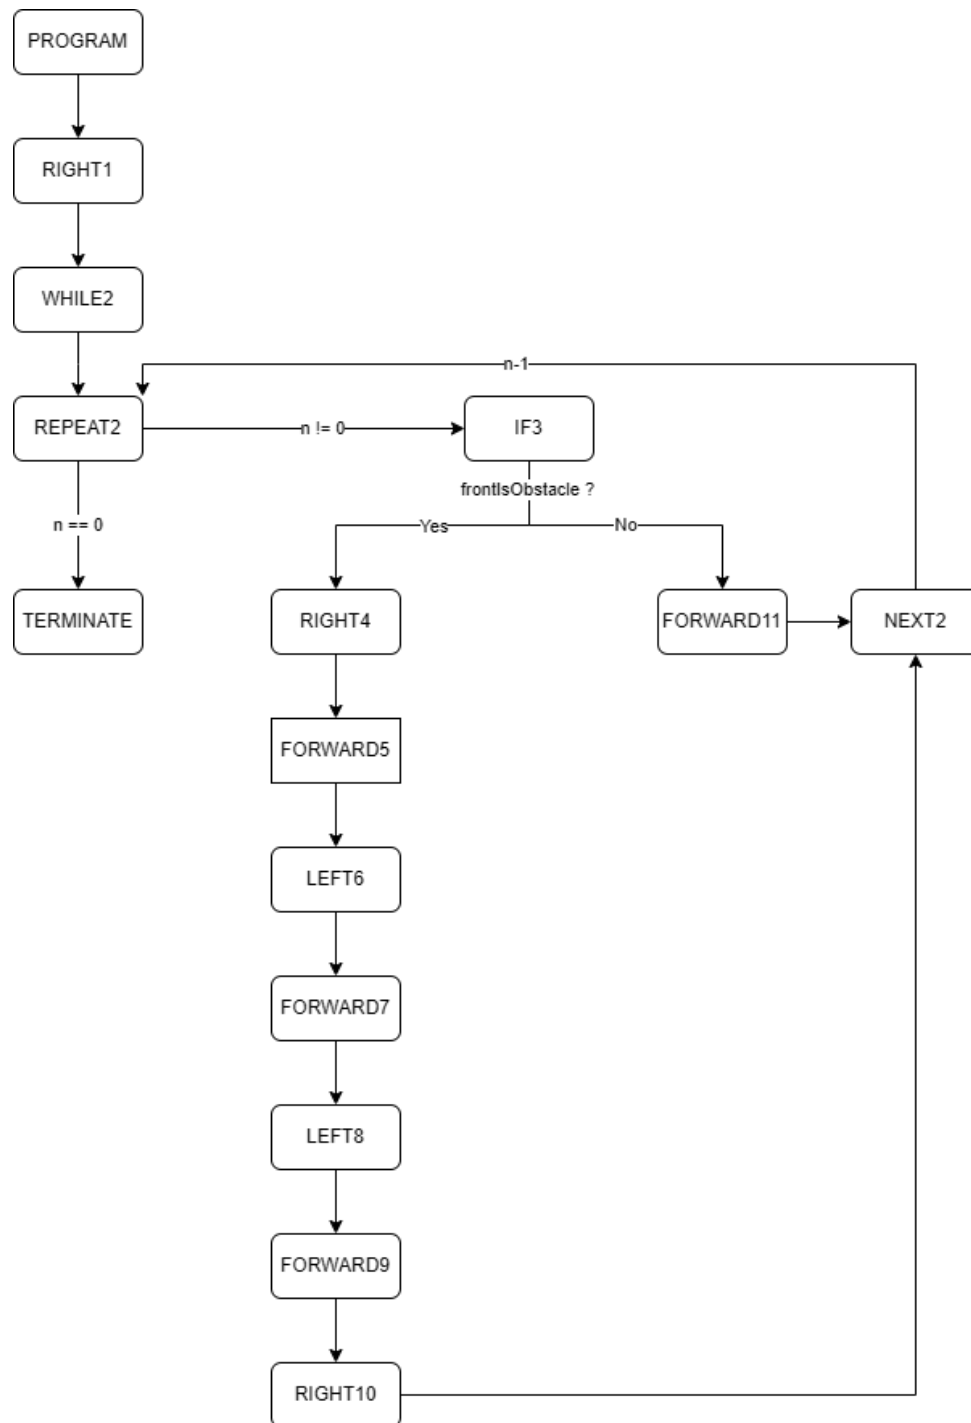 PROGRAM
RIGHT1
WHILE2
n-1
REPEAT2
n != 0
IF3
frontIsObstacle ?
n == 0
Yes
No
TERMINATE
RIGHT4
FORWARD11
NEXT2
FORWARD5
LEFT6
FORWARD7
LEFT8
FORWARD9
RIGHT10